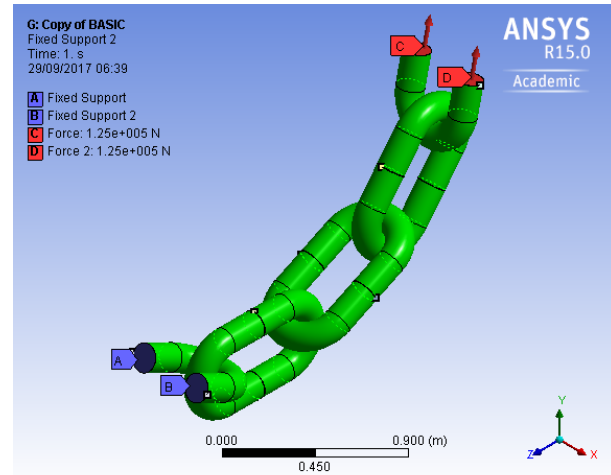 G: Copy of BASIC
Fixed Support 2
Time: 1. s
29/09/2017 06:39
A Fixed Support
B Fixed Support 2
C Force: 1.25e+005 N
D Force 2: 1.25e+005 N
ANSYS
R15.0
Academic
C
D
A
B
0.000 0.900 (m)
0.450
Y
Z X